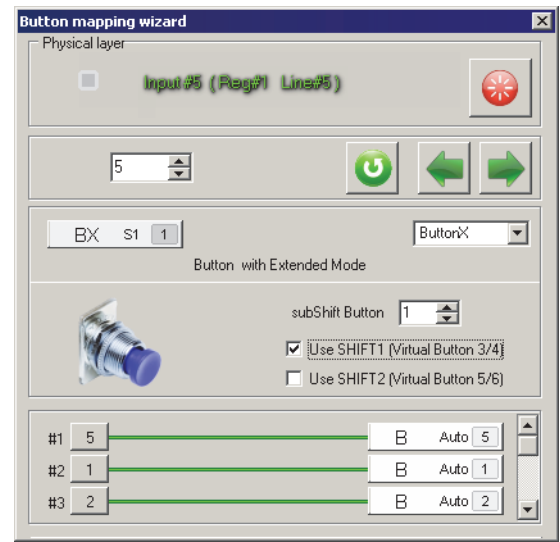 Button mapping wizard
Physical layer
Input#5 (Reg#1 Line#5)
5
BX S1 1
ButtonX
Button with Extended Mode
subShift Button 1
Use SHIFT1 (Virtual Button 3/4)
Use SHIFT2 (Virtual Button 5/6)
#1 5 B Auto 5
#2 1 B Auto 1
#3 2 B Auto 2